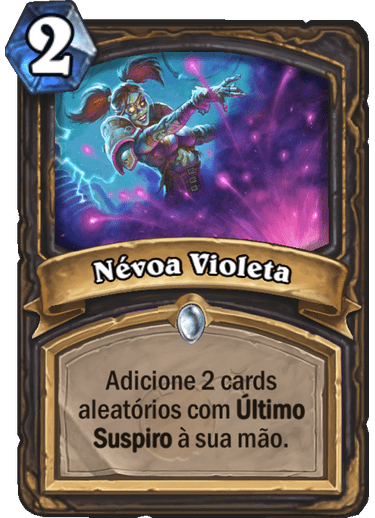 2
Névoa Violeta
Adicione 2 cards
aleatórios com Último
Suspiro à sua mão.